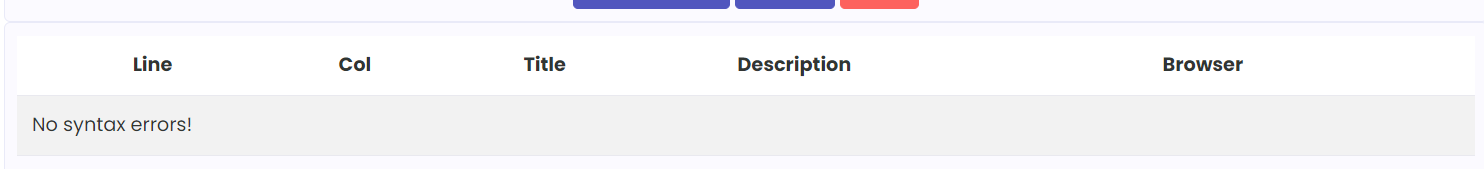 Line Col Title Description Browser
No syntax errors!